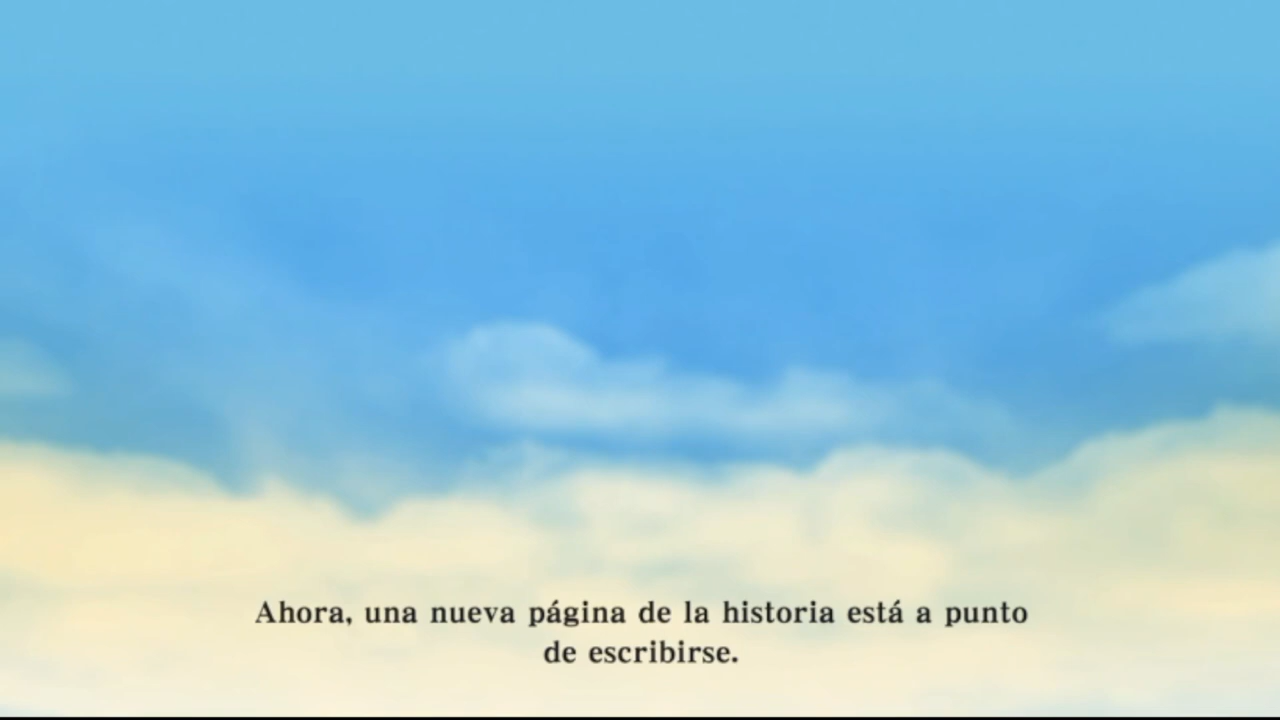 Ahora, una nueva página de la historia está a punto
de escribirse.